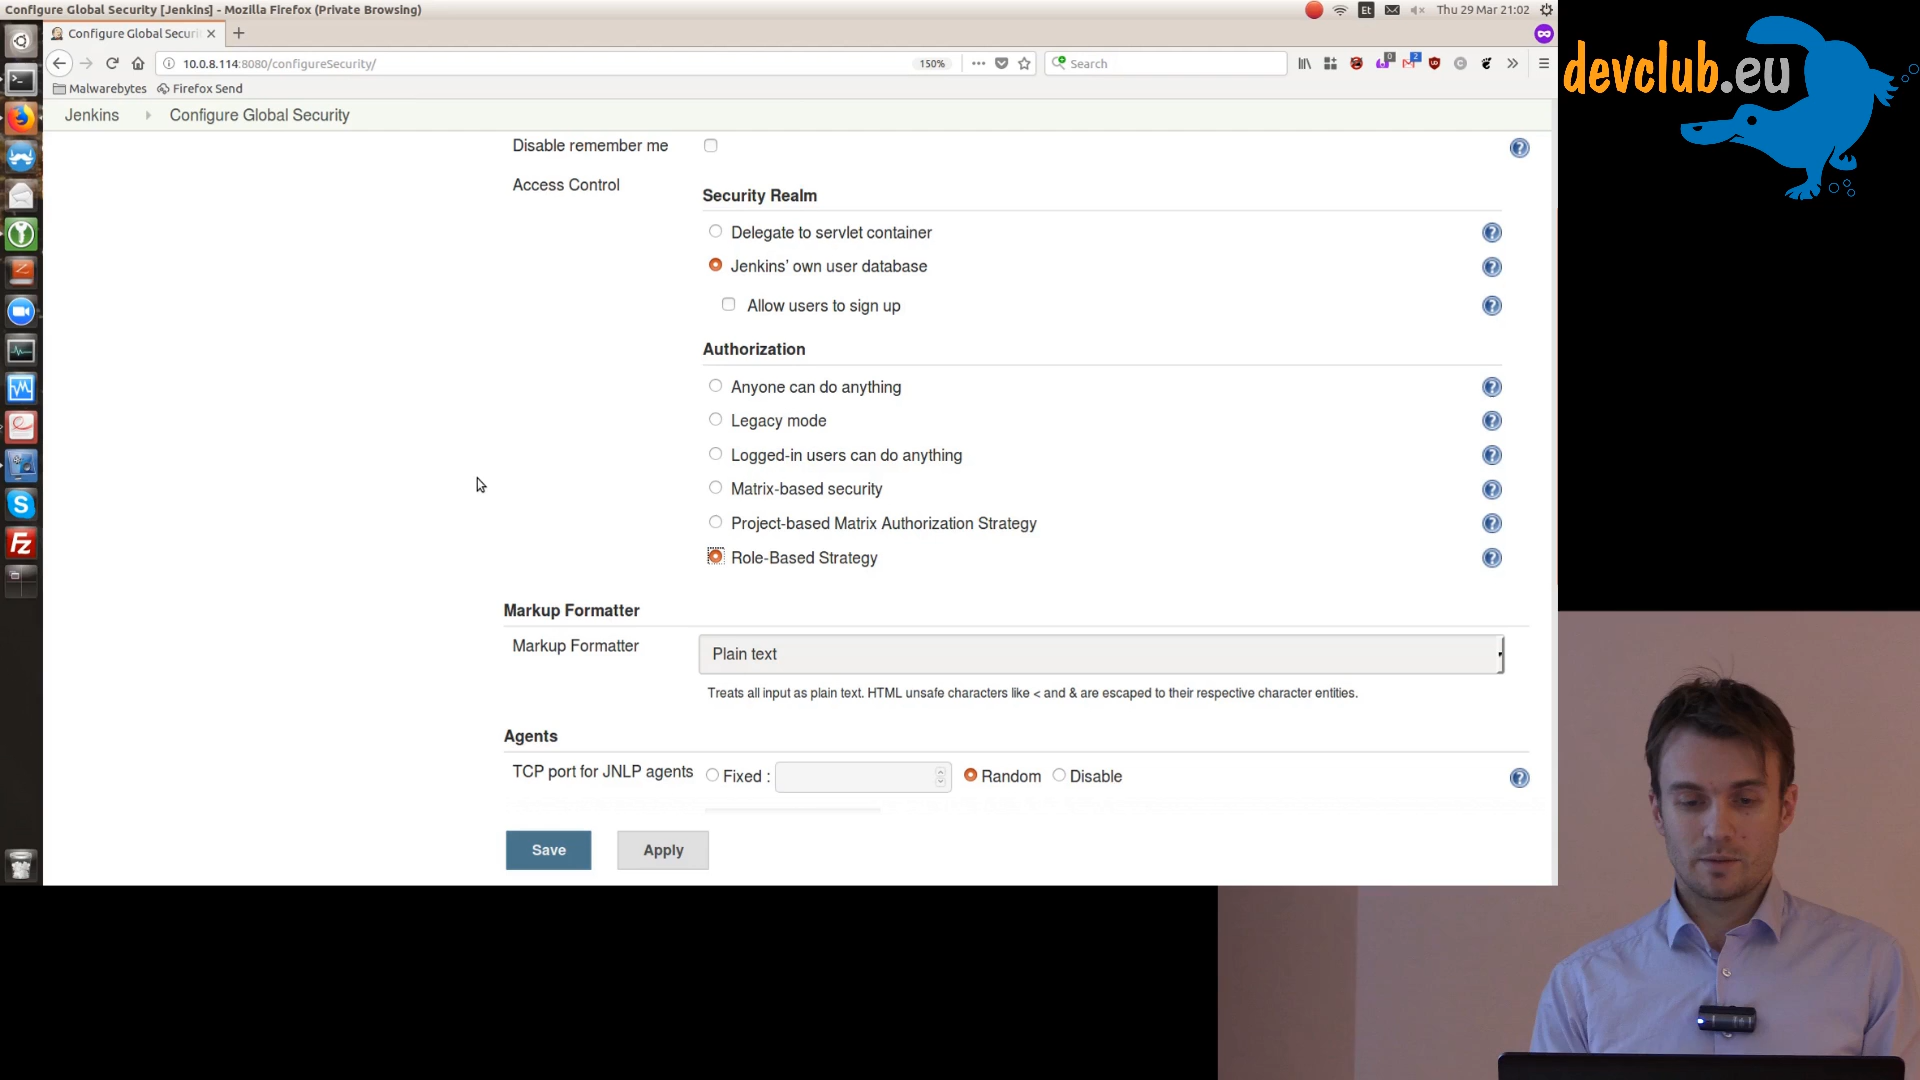 Configure Global Security [Jenkins] - Mozilla Firefox (Private Browsing)
Et
Thu 29 Mar 21:02
Configure Global Securi
10.0.8.114:8080/configureSecurity/
150%
Search
Malwarebytes
Firefox Send
Jenkins
Configure Global Security
Disable remember me
Access Control
Security Realm
Delegate to servlet container
Jenkins’ own user database
Allow users to sign up
Authorization
Anyone can do anything
Legacy mode
Logged-in users can do anything
Matrix-based security
Project-based Matrix Authorization Strategy
Role-Based Strategy
Markup Formatter
Markup Formatter
Plain text
Treats all input as plain text. HTML unsafe characters like < and & are escaped to their respective character entities.
Agents
TCP port for JNLP agents
Fixed :
Random
Disable
Save
Apply
devclub.eu